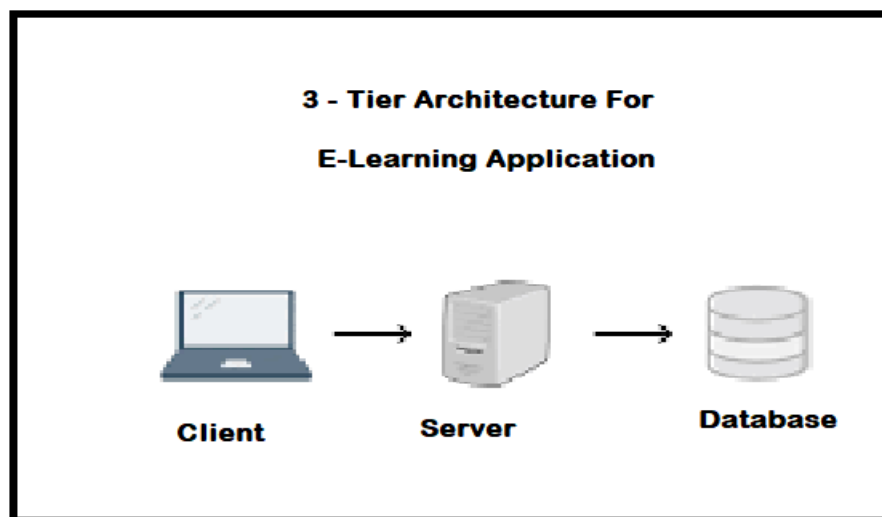 3 - Tier Architecture For
E-Learning Application
Client
Server
Database